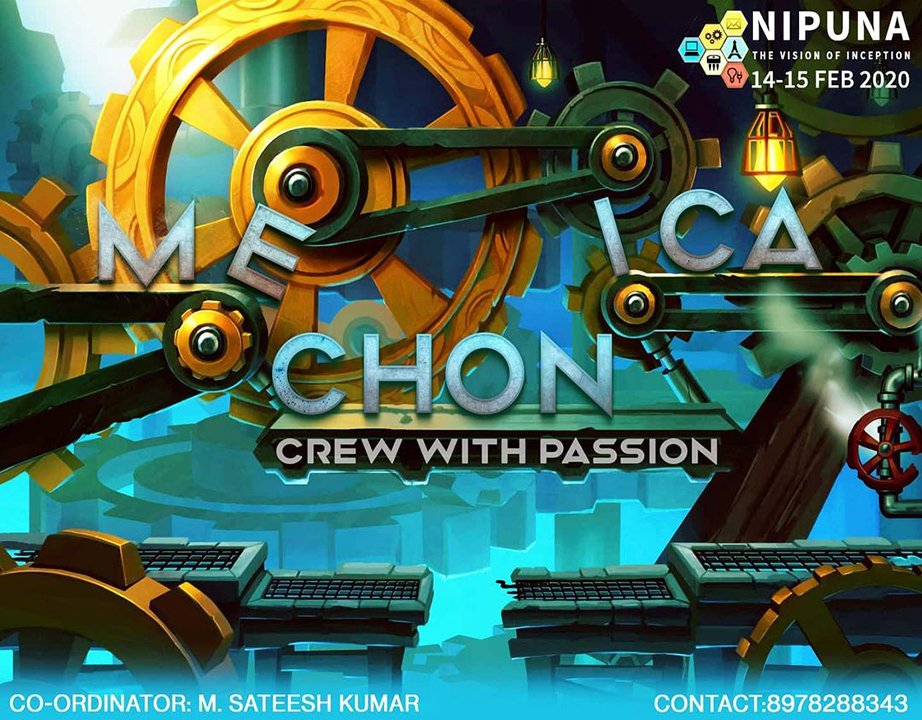 NIPUNA
THE VISION OF INCEPTION
14-15 FEB 2020
ME
CHON
ICA
CREW WITH PASSION
CO-ORDINATOR: M. SATEESH KUMAR
CONTACT:8978288343